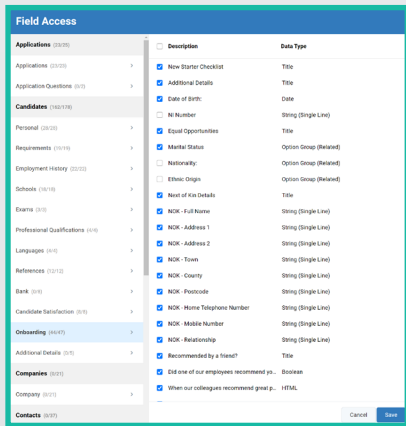 Field Access
Applications (23/25)
Applications (23/25)
Application Questions (0/3)
Candidates (162/178)
Personal (28/28)
Requirements (19/19)
Employment History (22/22)
Schools (18/18)
Exams (5/5)
Professional Qualifications (4/4)
Languages (4/4)
References (12/12)
Bank (0/8)
Candidate Satisfaction (0/5)
Onboarding (44/47)
Additional Details (5/5)
Companies (0/21)
Company (0/21)
Contacts (4/27)
Description Data Type
New Starter Checklist Title
Additional Details Title
Date of Birth: Date
NI Number String (Single Line)
Equal Opportunities Title
Marital Status Option Group (Related)
Nationality: Option Group (Related)
Ethnic Origin Option Group (Related)
Next of Kin Details Title
NOK - Full Name String (Single Line)
NOK - Address 1 String (Single Line)
NOK - Address 2 String (Single Line)
NOK - Town String (Single Line)
NOK - County String (Single Line)
NOK - Postcode String (Single Line)
NOK - Home Telephone Number String (Single Line)
NOK - Mobile Number String (Single Line)
NOK - Relationship String (Single Line)
Recommended by a friend? Title
Did one of our employees recommend yo... Boolean
When our colleagues recommend great p... HTML
Cancel Save